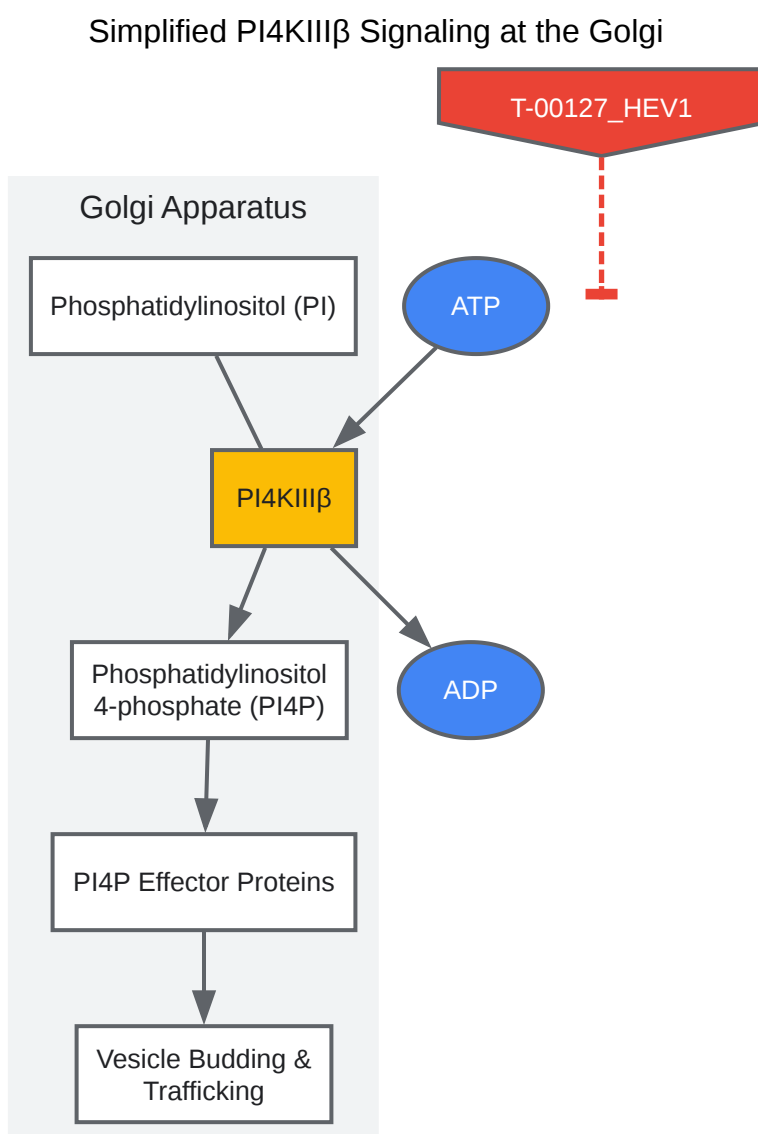 Simplified PI4KIIIβ Signaling at the Golgi
T-00127_HEV1
Golgi Apparatus
Phosphatidylinositol (PI)
ATP
PI4KIIIβ
Phosphatidylinositol
4-phosphate (PI4P)
ADP
PI4P Effector Proteins
Vesicle Budding &
Trafficking